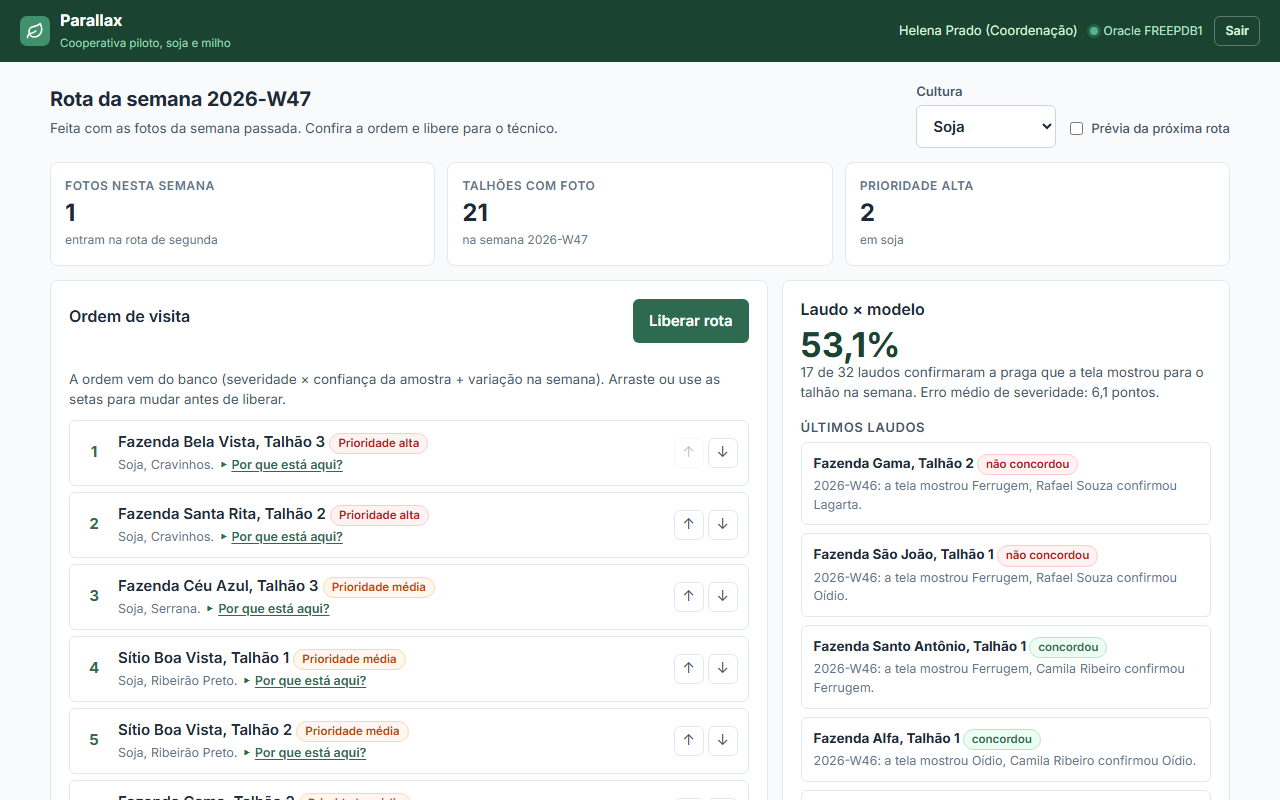 Parallax
Cooperativa piloto, soja e milho
Helena Prado (Coordenação)
Oracle FREEPDB1
Sair
Rota da semana 2026-W47
Feita com as fotos da semana passada. Confira a ordem e libere para o técnico.
Cultura
Soja
Prévia da próxima rota
FOTOS NESTA SEMANA
1
entram na rota de segunda
TALHÕES COM FOTO
21
na semana 2026-W47
PRIORIDADE ALTA
2
em soja
Ordem de visita
Liberar rota
A ordem vem do banco (severidade × confiança da amostra + variação na semana). Arraste ou use as
setas para mudar antes de liberar.
1
Fazenda Bela Vista, Talhão 3 Prioridade alta
Soja, Cravinhos. ▸ Por que está aqui?
↑ ↓
2
Fazenda Santa Rita, Talhão 2 Prioridade alta
Soja, Cravinhos. ▸ Por que está aqui?
↑ ↓
3
Fazenda Céu Azul, Talhão 3 Prioridade média
Soja, Serrana. ▸ Por que está aqui?
↑ ↓
4
Sítio Boa Vista, Talhão 1 Prioridade média
Soja, Ribeirão Preto. ▸ Por que está aqui?
↑ ↓
5
Sítio Boa Vista, Talhão 2 Prioridade média
Soja, Ribeirão Preto. ▸ Por que está aqui?
↑ ↓
Laudo × modelo
53,1%
17 de 32 laudos confirmaram a praga que a tela mostrou para o
talhão na semana. Erro médio de severidade: 6,1 pontos.
ÚLTIMOS LAUDOS
Fazenda Gama, Talhão 2 não concordou
2026-W46: a tela mostrou Ferrugem, Rafael Souza confirmou
Lagarta.
Fazenda São João, Talhão 1 não concordou
2026-W46: a tela mostrou Ferrugem, Rafael Souza confirmou
Oídio.
Fazenda Santo Antônio, Talhão 1 concordou
2026-W46: a tela mostrou Ferrugem, Camila Ribeiro confirmou
Ferrugem.
Fazenda Alfa, Talhão 1 concordou
2026-W46: a tela mostrou Oídio, Camila Ribeiro confirmou Oídio.